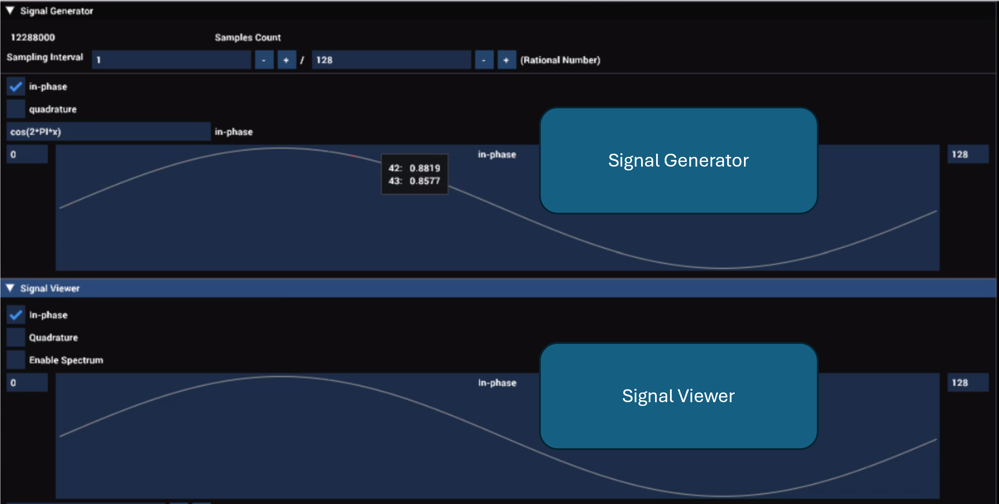 Signal Generator
12288000 Samples Count
Sampling Interval 1 - + / 128 - + (Rational Number)
in-phase
quadrature
cos(2*PI*x) in-phase
0 in-phase 128
Signal Generator
42: 0.8819
43: 0.8577
Signal Viewer
In-phase
Quadrature
Enable Spectrum
0 In-phase 128
Signal Viewer